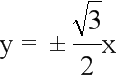 y = ± √3/2 x